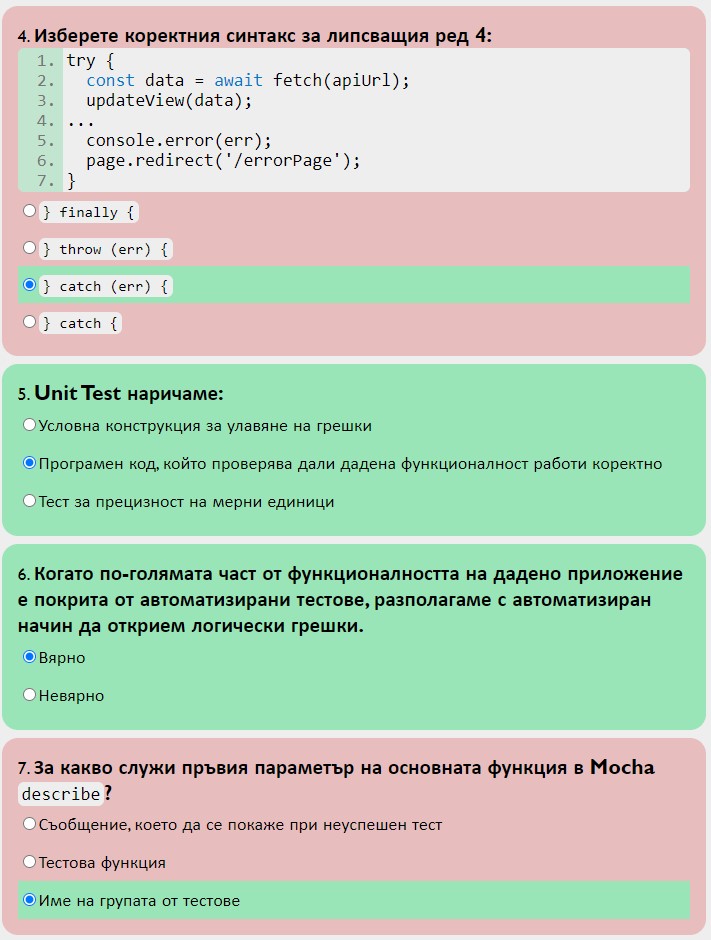 4. Изберете коректния синтакс за липсващия ред 4:
1. try {
2. const data = await fetch(apiUrl);
3. updateView(data);
4. ...
5. console.error(err);
6. page.redirect('/errorPage');
7. }
} finally {
} throw (err) {
} catch (err) {
} catch {
5. Unit Test наричаме:
Условна конструкция за улавяне на грешки
Програмен код, който проверява дали дадена функционалност работи коректно
Тест за прецизност на мерни единици
6. Когато по-голямата част от функционалността на дадено приложение
е покрита от автоматизирани тестове, разполагаме с автоматизиран
начин да открием логически грешки.
Вярно
Невярно
7. За какво служи пръвия параметър на основната функция в Mocha
describe?
Съобщение, което да се покаже при неуспешен тест
Тестова функция
Име на групата от тестове